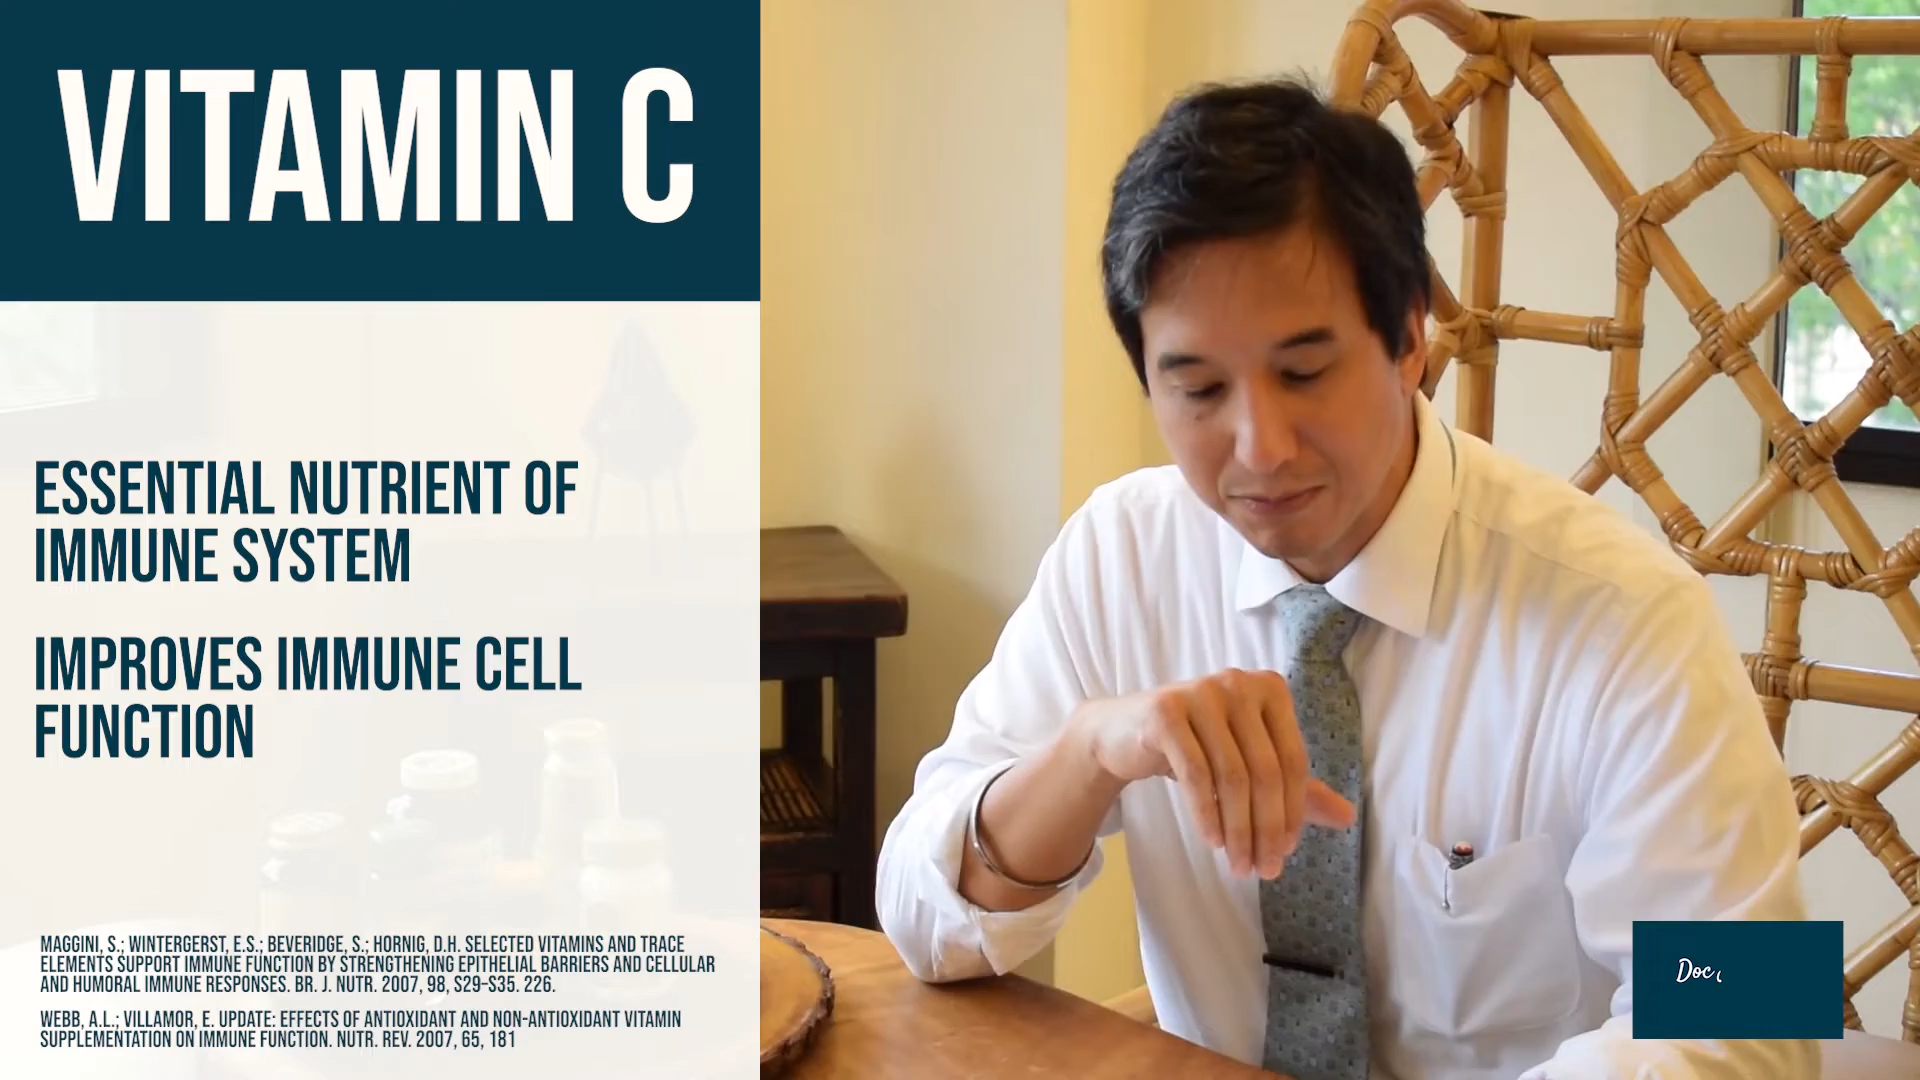 VITAMIN C
ESSENTIAL NUTRIENT OF
IMMUNE SYSTEM
IMPROVES IMMUNE CELL
FUNCTION
MAGGINI, S.; WINTERGERST, E.S.; BEVERIDGE, S.; HORNIG, D.H. SELECTED VITAMINS AND TRACE
ELEMENTS SUPPORT IMMUNE FUNCTION BY STRENGTHENING EPITHELIAL BARRIERS AND CELLULAR
AND HUMORAL IMMUNE RESPONSES. BR. J. NUTR. 2007, 98, S29–S35. 226.
WEBB, A.L.; VILLAMOR, E. UPDATE: EFFECTS OF ANTIOXIDANT AND NON-ANTIOXIDANT VITAMIN
SUPPLEMENTATION ON IMMUNE FUNCTION. NUTR. REV. 2007, 65, 181
Doc